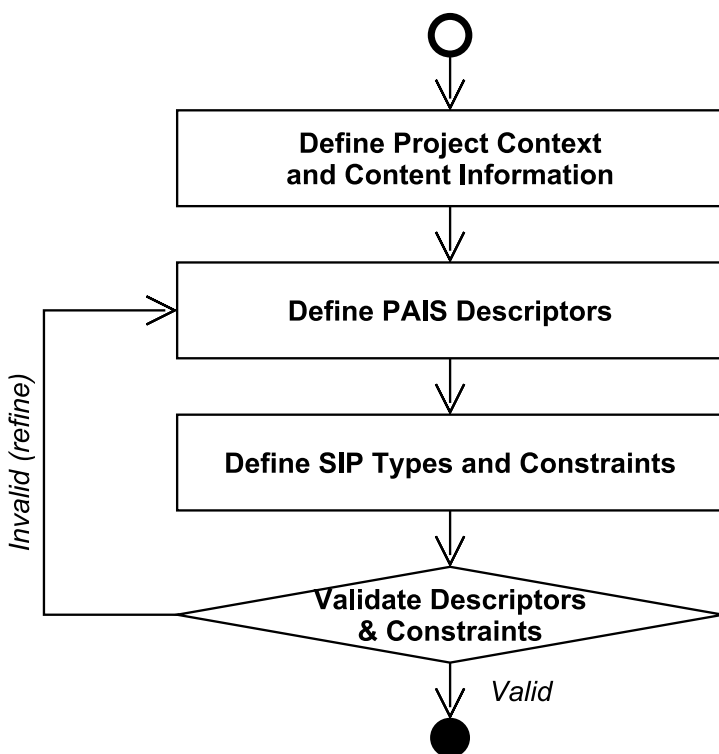 Define Project Context
and Content Information
Define PAIS Descriptors
Define SIP Types and Constraints
Invalid (refine)
Validate Descriptors
& Constraints
Valid